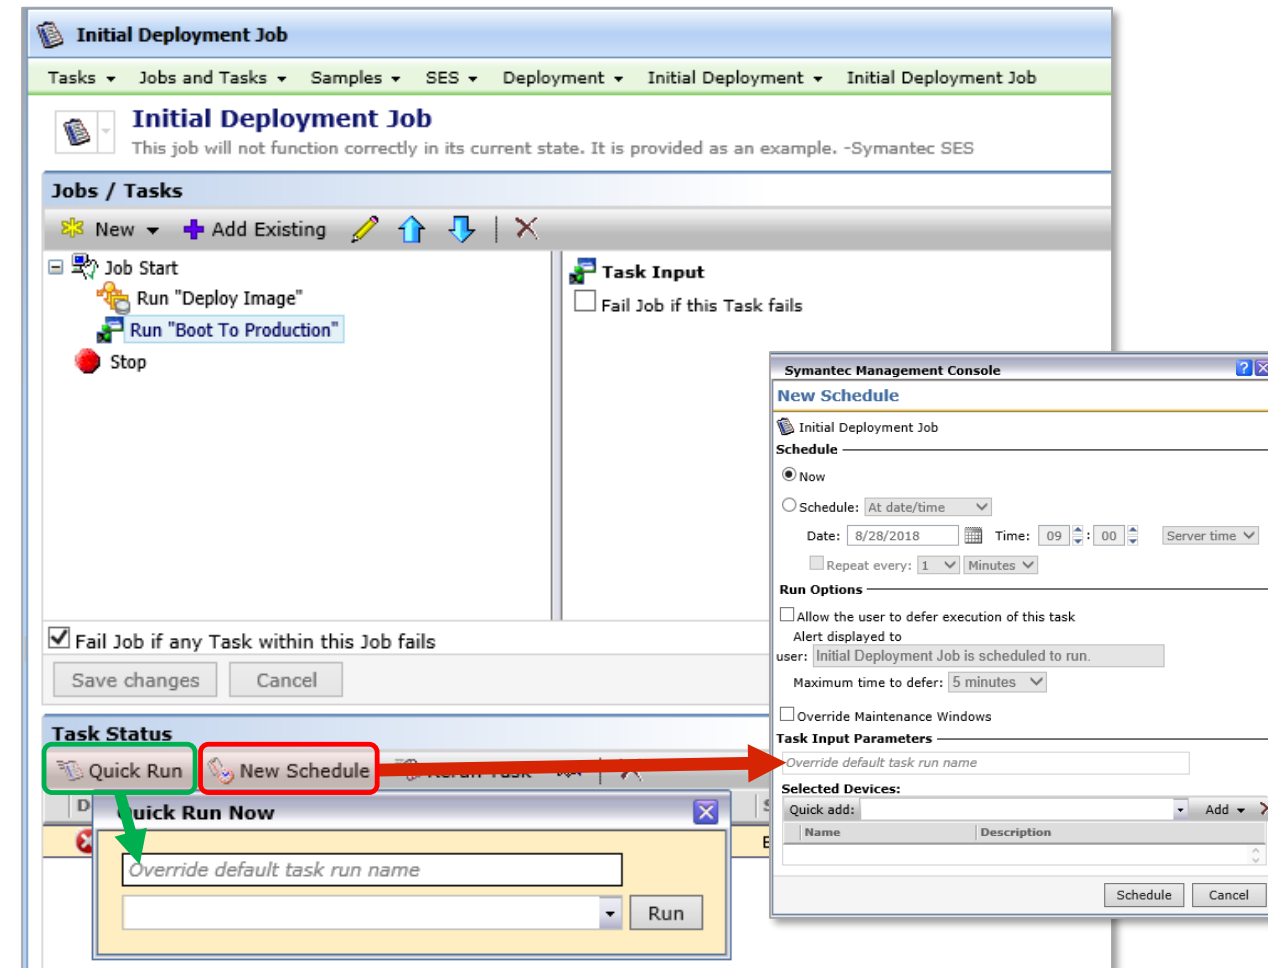 Initial Deployment Job
Tasks Jobs and Tasks Samples SES Deployment Initial Deployment Initial Deployment Job
Initial Deployment Job
This job will not function correctly in its current state. It is provided as an example. -Symantec SES
Jobs / Tasks
New Add Existing
Job Start
Run "Deploy Image"
Run "Boot To Production"
Stop
Task Input
Fail Job if this Task fails
Fail Job if any Task within this Job fails
Save changes Cancel
Task Status
Quick Run New Schedule Task
Quick Run Now
Override default task run name
Run
Symantec Management Console
New Schedule
Initial Deployment Job
Schedule
Now
Schedule: At date/time
Date: 8/28/2018 Time: 09 : 00 Server time
Repeat every: 1 Minutes
Run Options
Allow the user to defer execution of this task
Alert displayed to
user: Initial Deployment Job is scheduled to run.
Maximum time to defer: 5 minutes
Override Maintenance Windows
Task Input Parameters
Override default task run name
Selected Devices:
Quick add: Add
Name Description
Schedule Cancel